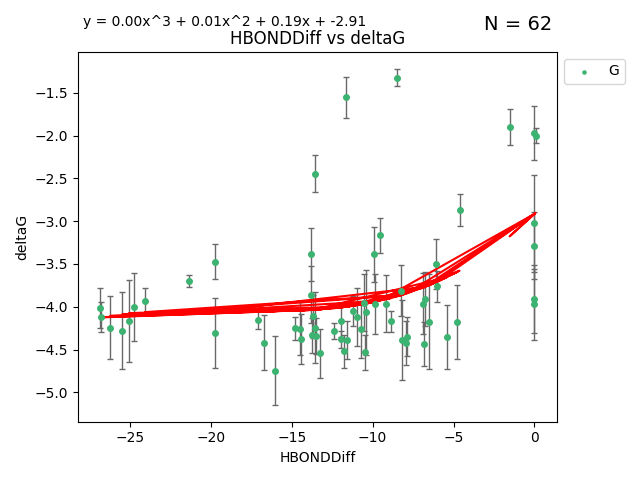 y = 0.00x^3 + 0.01x^2 + 0.19x + -2.91
N = 62
HBONDDiff vs deltaG
G
deltaG
−1.5
−2.0
−2.5
−3.0
−3.5
−4.0
−4.5
−5.0
−25
−20
−15
−10
−5
0
HBONDDiff